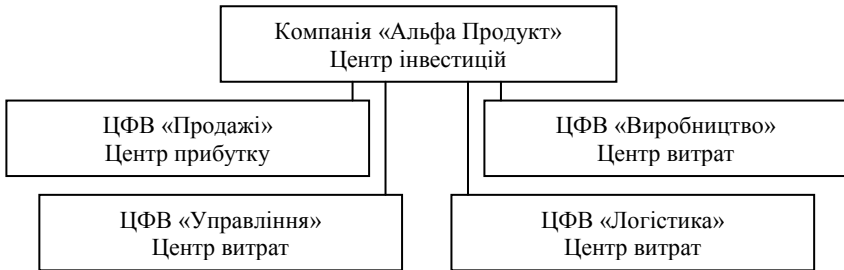 Компанія «Альфа Продукт»
Центр інвестицій
ЦФВ «Продажі»
Центр прибутку
ЦФВ «Виробництво»
Центр витрат
ЦФВ «Управління»
Центр витрат
ЦФВ «Логістика»
Центр витрат